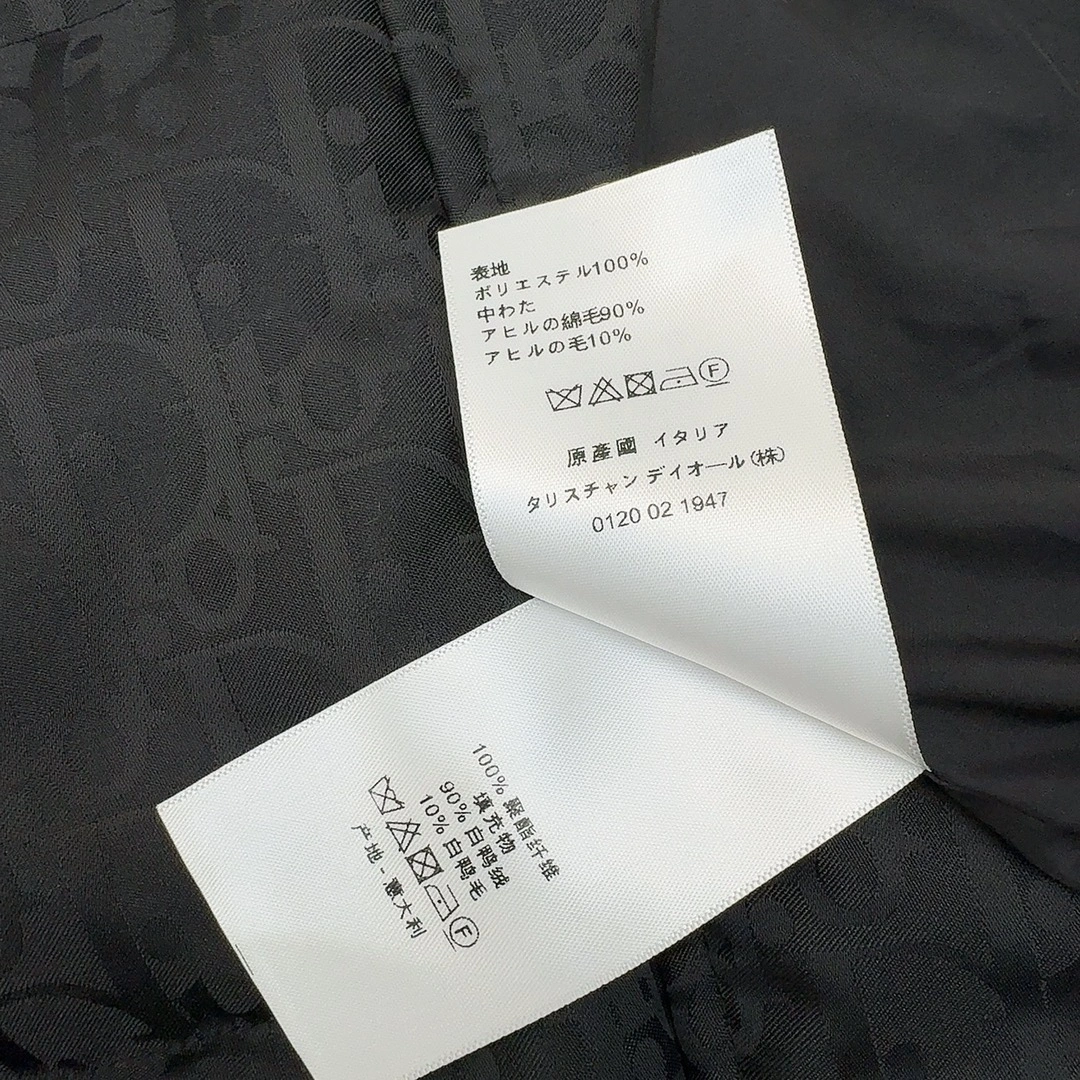 表地
ポリエステル100%
中わた
アヒルの綿毛90%
アヒルの毛10%
F
原產國 イタリア
タリスチャン デイオール(株)
0120 02 1947
100% 聚酯纤维
填充物
90% 白鸭绒
10% 白鸭毛
F
产地 - 意大利